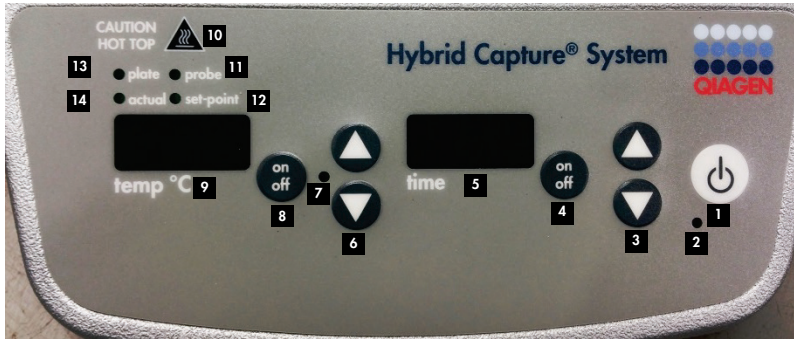 CAUTION
HOT TOP
10
Hybrid Capture® System
QIAGEN
13
plate
probe
11
14
actual
set-point
12
temp °C
9
on
off
8
7
6
time
5
on
off
4
3
1
2